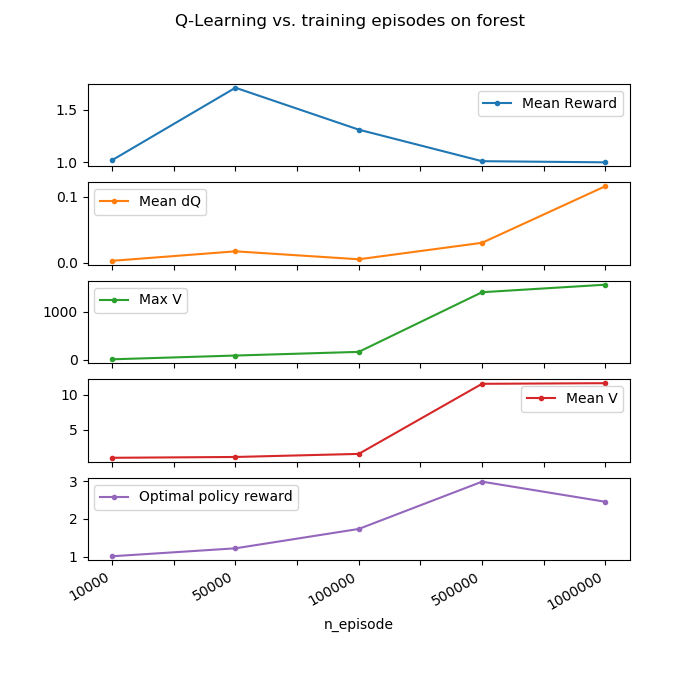 Q-Learning vs. training episodes on forest
1.5
1.0
Mean Reward
0.1
0.0
Mean dQ
1000
0
Max V
10
5
Mean V
3
2
1
Optimal policy reward
10000
50000
100000
500000
1000000
n_episode